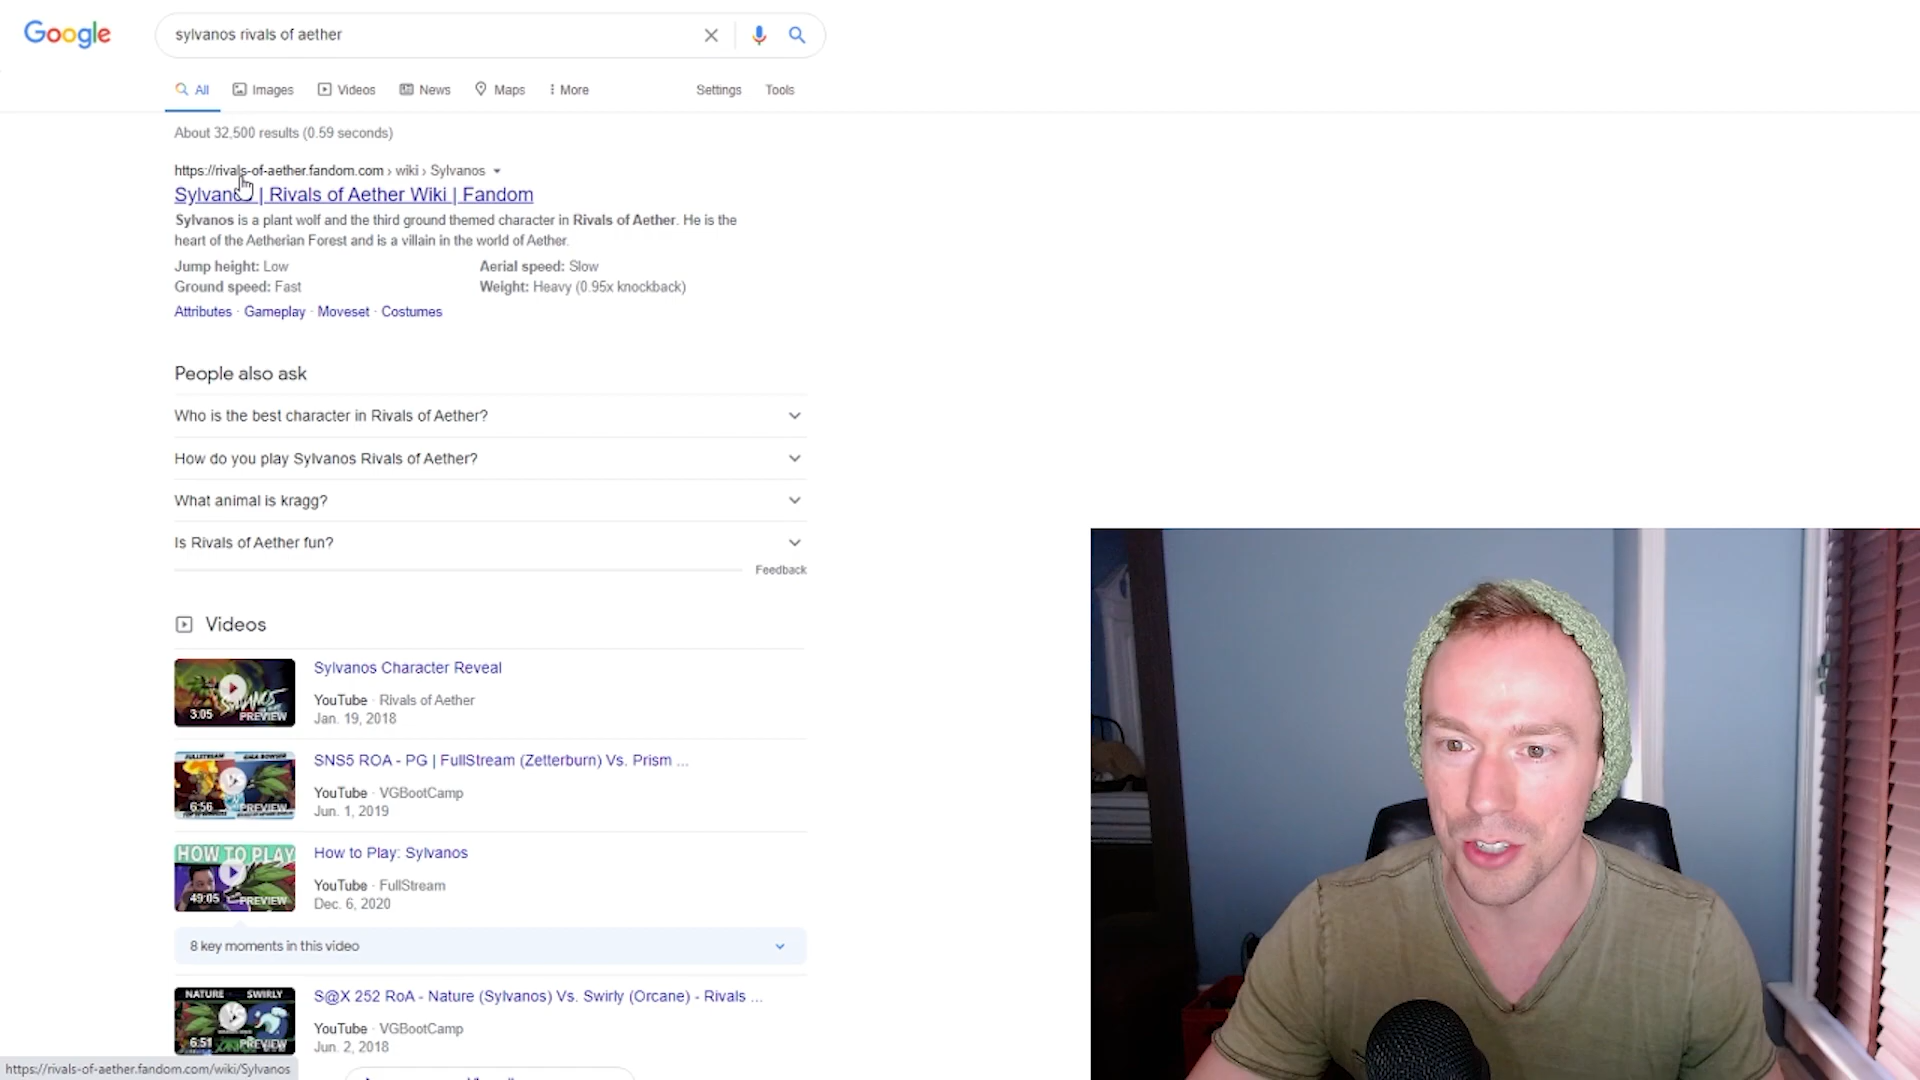 Google
sylvanos rivals of aether
All Images Videos News Maps More Settings Tools
About 32,500 results (0.59 seconds)
https://rivals-of-aether.fandom.com › wiki › Sylvanos
Sylvanos | Rivals of Aether Wiki | Fandom
Sylvanos is a plant wolf and the third ground themed character in Rivals of Aether. He is the
heart of the Aetherian Forest and is a villain in the world of Aether.
Jump height: Low Aerial speed: Slow
Ground speed: Fast Weight: Heavy (0.95x knockback)
Attributes · Gameplay · Moveset · Costumes
People also ask
Who is the best character in Rivals of Aether?
How do you play Sylvanos Rivals of Aether?
What animal is kragg?
Is Rivals of Aether fun?
Feedback
Videos
SYLVANOS
3:05 PREVIEW
Sylvanos Character Reveal
YouTube · Rivals of Aether
Jan. 19, 2018
FULLSTREAM
6:56 PREVIEW
SNS5 ROA - PG | FullStream (Zetterburn) Vs. Prism ...
YouTube · VGBootCamp
Jun. 1, 2019
HOW TO PLAY
49:05 PREVIEW
How to Play: Sylvanos
YouTube · FullStream
Dec. 6, 2020
8 key moments in this video
NATURE SWIRLY
6:51 PREVIEW
S@X 252 RoA - Nature (Sylvanos) Vs. Swirly (Orcane) - Rivals ...
YouTube · VGBootCamp
Jun. 2, 2018
https://rivals-of-aether.fandom.com/wiki/Sylvanos